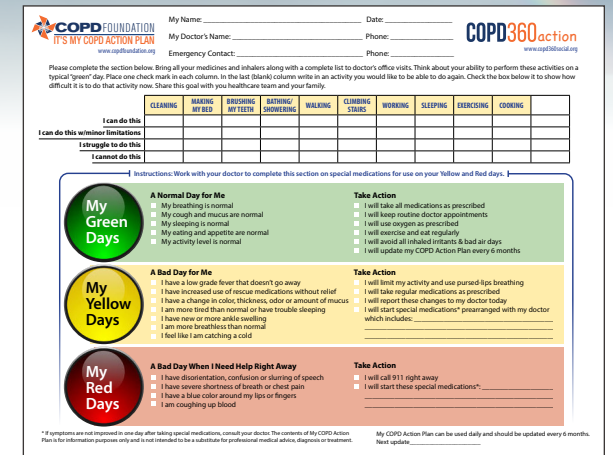 COPDFOUNDATION
IT'S MY COPD ACTION PLAN
www.copdfoundation.org
My Name: Date:
My Doctor's Name: Phone:
Emergency Contact: Phone:
COPD360action
www.copd360social.org
Please complete the section below. Bring all your medicines and inhalers along with a complete list to doctor's office visits. Think about your ability to perform these activities on a
typical "green" day. Place one check mark in each column. In the last (blank) column write in an activity you would like to be able to do again. Check the box below it to show how
difficult it is to do that activity now. Share this goal with you healthcare team and your family.
CLEANING MAKING MY BED BRUSHING MY TEETH BATHING/ SHOWERING WALKING CLIMBING STAIRS WORKING SLEEPING EXERCISING COOKING
I can do this
I can do this w/minor limitations
I struggle to do this
I cannot do this
Instructions: Work with your doctor to complete this section on special medications for use on your Yellow and Red days.
My
Green
Days
A Normal Day for Me
My breathing is normal
My cough and mucus are normal
My sleeping is normal
My eating and appetite are normal
My activity level is normal
Take Action
I will take all medications as prescribed
I will keep routine doctor appointments
I will use oxygen as prescribed
I will exercise and eat regularly
I will avoid all inhaled irritants & bad air days
I will update my COPD Action Plan every 6 months
My
Yellow
Days
A Bad Day for Me
I have a low grade fever that doesn't go away
I have increased use of rescue medications without relief
I have a change in color, thickness, odor or amount of mucus
I am more tired than normal or have trouble sleeping
I have new or more ankle swelling
I am more breathless than normal
I feel like I am catching a cold
Take Action
I will limit my activity and use pursed-lips breathing
I will take regular medications as prescribed
I will report these changes to my doctor today
I will start special medications* prearranged with my doctor
which includes:
My
Red
Days
A Bad Day When I Need Help Right Away
I have disorientation, confusion or slurring of speech
I have severe shortness of breath or chest pain
I have a blue color around my lips or fingers
I am coughing up blood
Take Action
I will call 911 right away
I will start these special medications*:
* If symptoms are not improved in one day after taking special medications, consult your doctor. The contents of My COPD Action
Plan is for information purposes only and is not intended to be a substitute for professional medical advice, diagnosis or treatment.
My COPD Action Plan can be used daily and should be updated every 6 months.
Next update